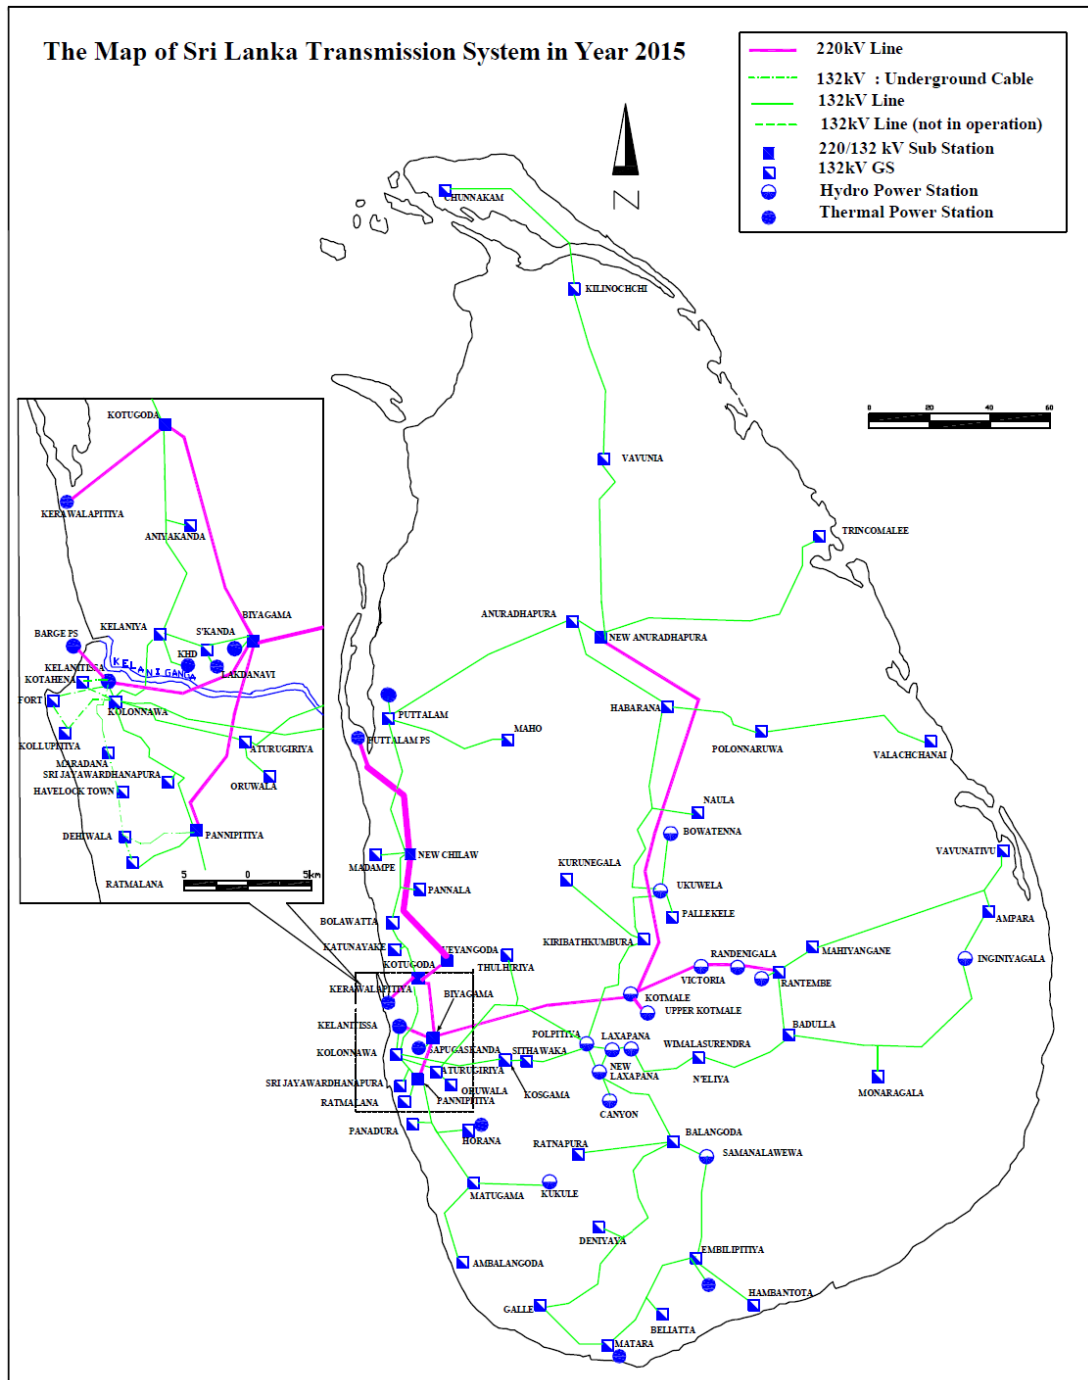 The Map of Sri Lanka Transmission System in Year 2015
220kV Line
132kV : Underground Cable
132kV Line
132kV Line (not in operation)
220/132 kV Sub Station
132kV GS
Hydro Power Station
Thermal Power Station
N
CHUNNAKAM
KILINOCHCHI
0 20 40 60
VAVUNIA
TRINCOMALEE
KOTUGODA
KERAWALAPITIYA
ANIYAKANDA
BIYAGAMA
KELANIYA
S'KANDA
BARGE PS
KHD
KELANITISSA
KELANI GANGA
LAKDANAVI
KOTAHENA
FORT
KOLONNAWA
KOLLUPITIYA
MARADANA
ATURUGIRIYA
SRI JAYAWARDHANAPURA
ORUWALA
HAVELOCK TOWN
DEHIWALA
PANNIPITIYA
RATMALANA
5 0 5km
ANURADHAPURA
NEW ANURADHAPURA
HABARANA
PUTTALAM
PUTTALAM PS
MAHO
POLONNARUWA
VALACHCHANAI
NAULA
BOWATENNA
MADAMPE
NEW CHILAW
KURUNEGALA
VAVUNATIVU
PANNALA
UKUWELA
BOLAWATTA
PALLEKELE
AMPARA
KATUNAYAKE
VEYANGODA
KIRIBATHKUMBURA
MAHIYANGANE
KOTUGODA
THULHIRIYA
RANDENIGALA
INGINIYAGALA
KERAWALAPITIYA
VICTORIA
RANTEMBE
BIYAGAMA
KOTMALE
UPPER KOTMALE
KELANITISSA
POLPITIYA
LAXAPANA
BADULLA
KOLONNAWA
SAPUGASKANDA
SITHAWAKA
WIMALASURENDRA
NEW
LAXAPANA
N'ELIYA
ATURUGIRIYA
SRI JAYAWARDHANAPURA
ORUWALA
KOSGAMA
MONARAGALA
PANNIPITIYA
RATMALANA
CANYON
PANADURA
HORANA
RATNAPURA
BALANGODA
SAMANALAWEWA
MATUGAMA
KUKULE
DENIYAYA
EMBILIPITIYA
AMBALANGODA
HAMBANTOTA
GALLE
BELIATTA
MATARA